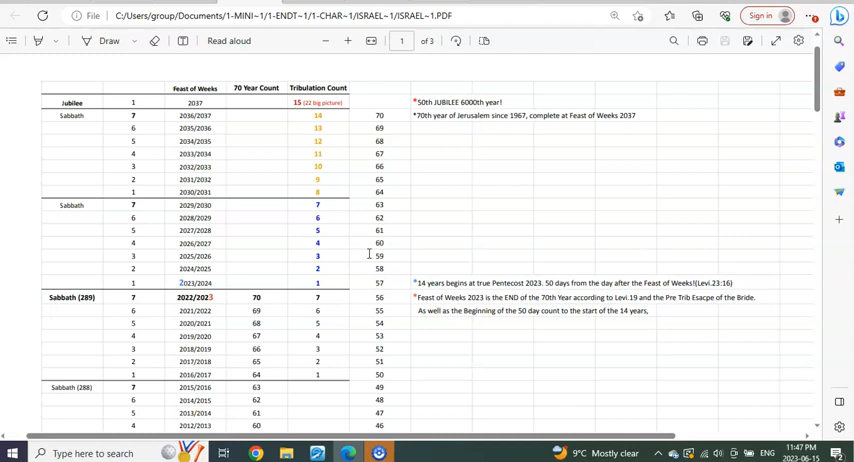 File
C:/Users/group/Documents/1-MINI~1/1-ENDT~1/1-CHAR~1/ISRAEL~1/ISRAEL~1.PDF
Sign in
Draw
Read aloud
1 of 3
Feast of Weeks 70 Year Count Tribulation Count
Jubilee 1 2037 15 (22 big picture) *50th JUBILEE 6000th year!
Sabbath 7 2036/2037 14 70 *70th year of Jerusalem since 1967, complete at Feast of Weeks 2037
6 2035/2036 13 69
5 2034/2035 12 68
4 2033/2034 11 67
3 2032/2033 10 66
2 2031/2032 9 65
1 2030/2031 8 64
Sabbath 7 2029/2030 7 63
6 2028/2029 6 62
5 2027/2028 5 61
4 2026/2027 4 60
3 2025/2026 3 59
2 2024/2025 2 58
1 2023/2024 1 57 *14 years begins at true Pentecost 2023. 50 days from the day after the Feast of Weeks!(Levi.23:16)
Sabbath (289) 7 2022/2023 70 7 56 *Feast of Weeks 2023 is the END of the 70th Year according to Levi.19 and the Pre Trib Esacpe of the Bride.
6 2021/2022 69 6 55 As well as the Beginning of the 50 day count to the start of the 14 years,
5 2020/2021 68 5 54
4 2019/2020 67 4 53
3 2018/2019 66 3 52
2 2017/2018 65 2 51
1 2016/2017 64 1 50
Sabbath (288) 7 2015/2016 63 49
6 2014/2015 62 48
5 2013/2014 61 47
4 2012/2013 60 46
Type here to search
9°C Mostly clear
ENG
11:47 PM
2023-06-15